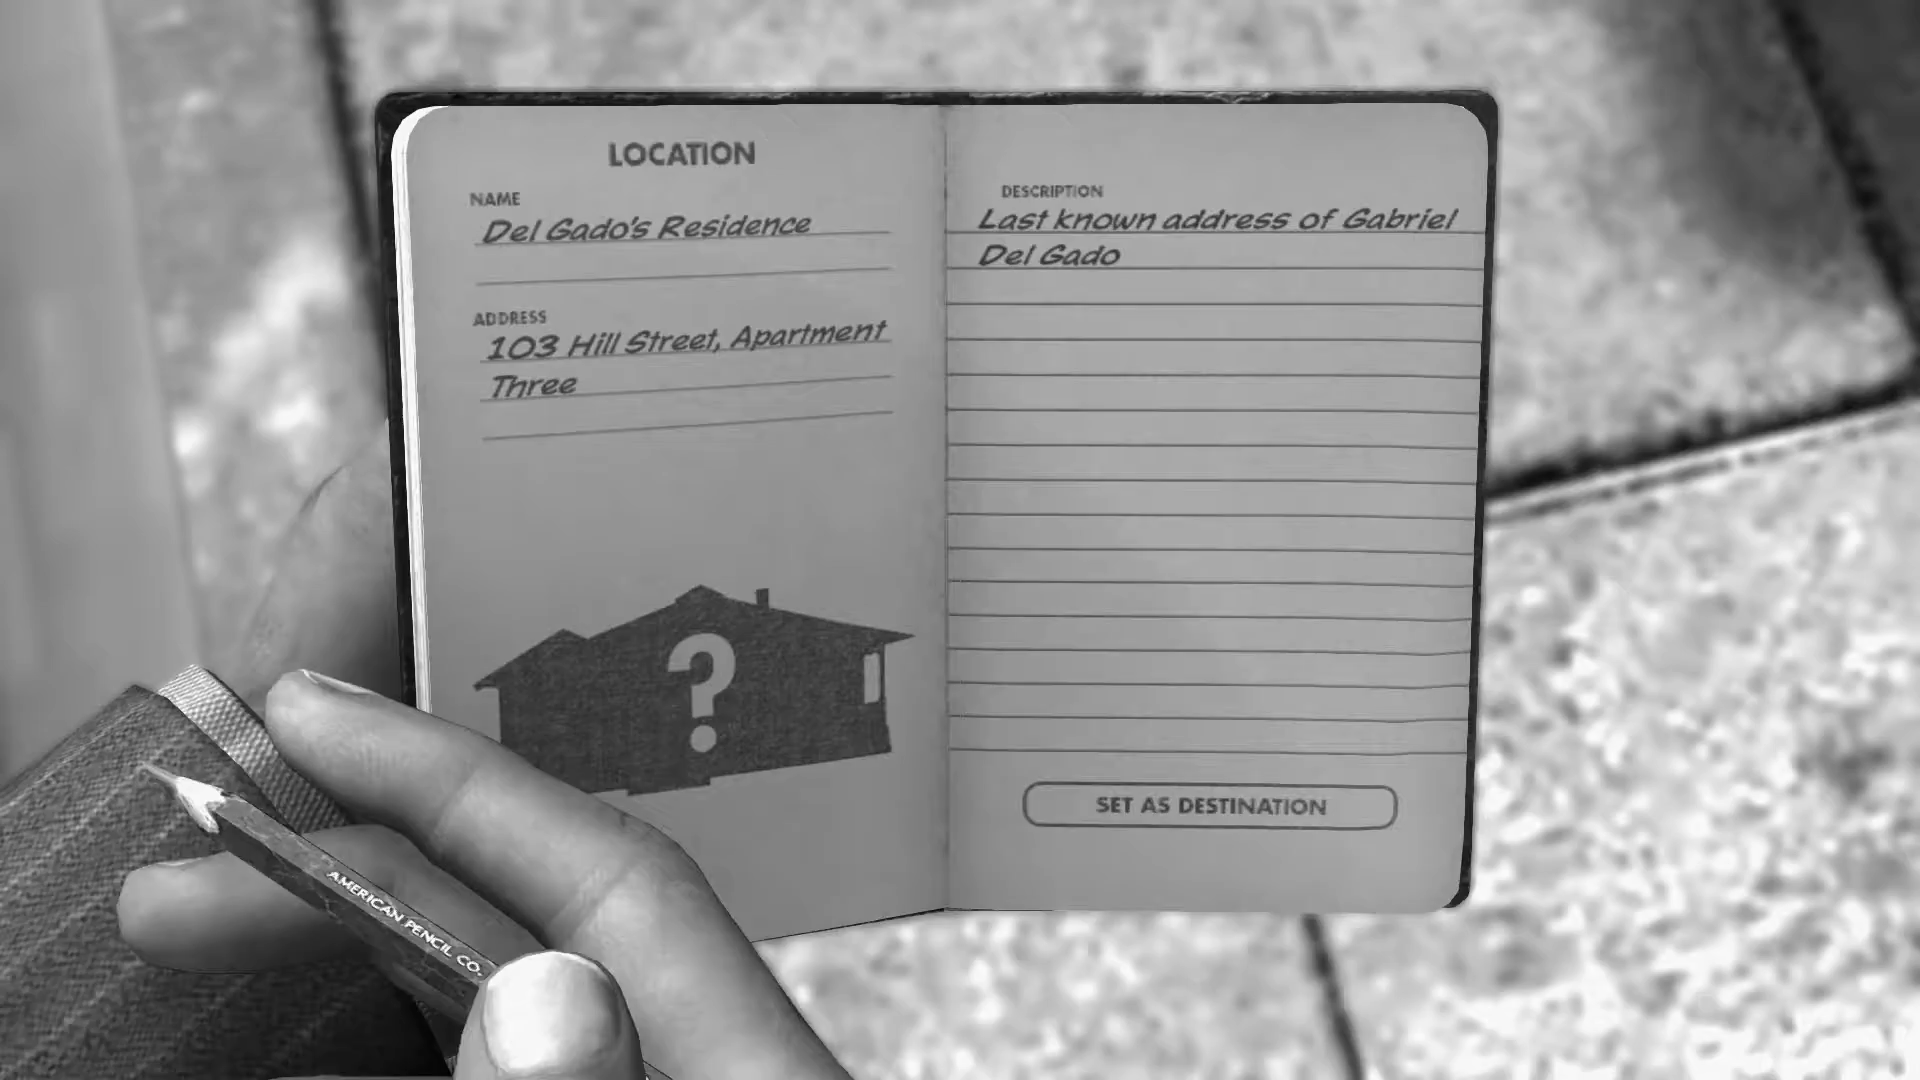 LOCATION
NAME
Del Gado's Residence
ADDRESS
103 Hill Street, Apartment
Three
?
DESCRIPTION
Last known address of Gabriel
Del Gado
SET AS DESTINATION
AMERICAN PENCIL CO.